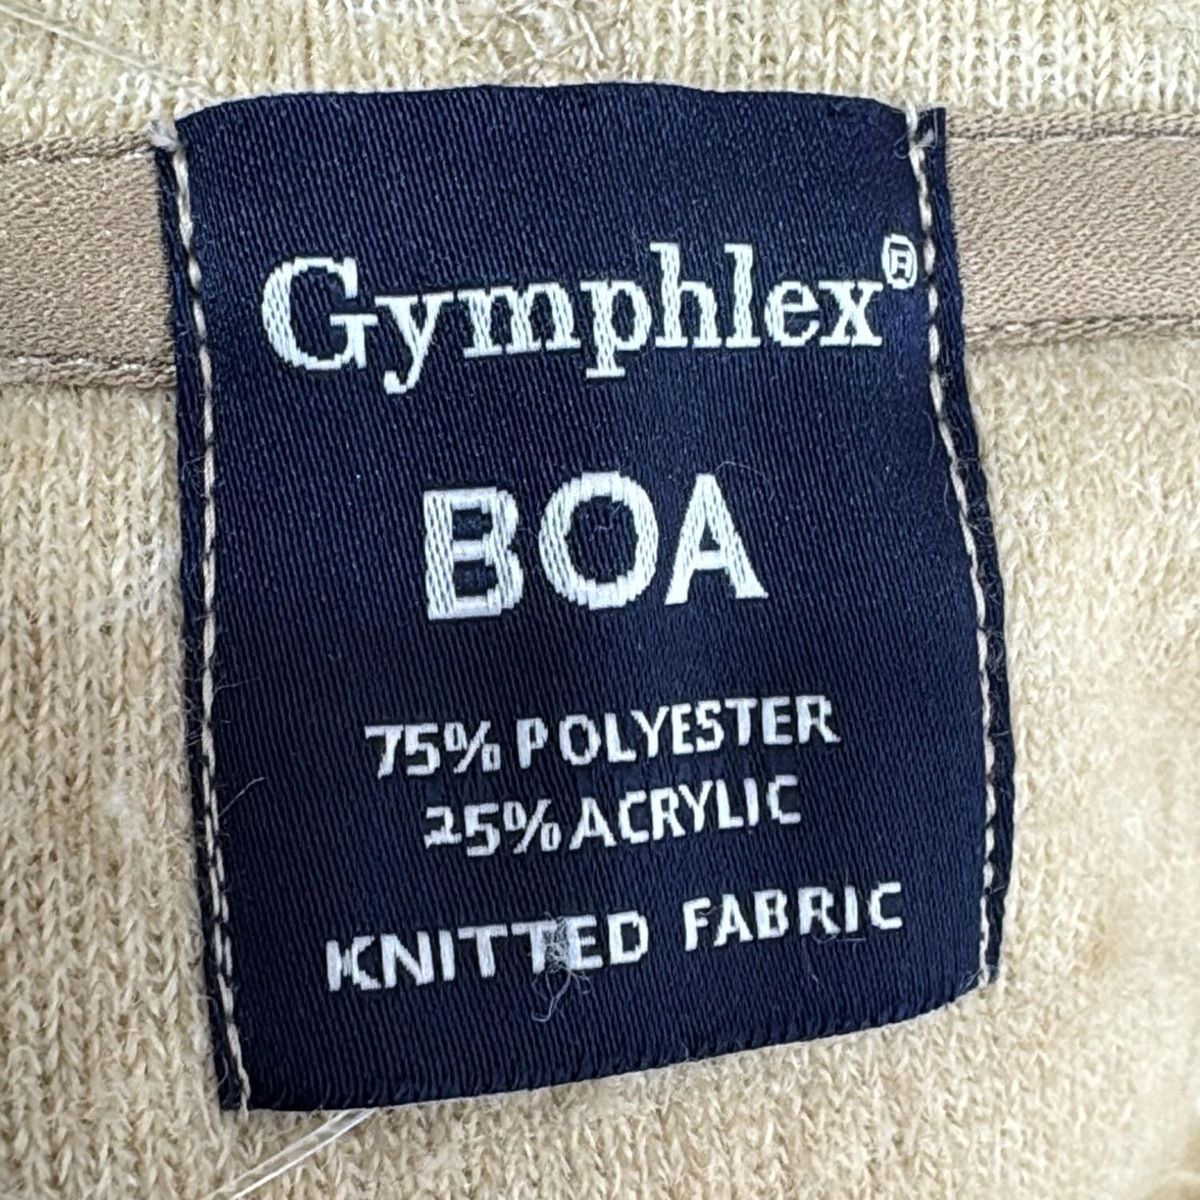 Gymphlex®
BOA
75% POLYESTER
25% ACRYLIC
KNITTED FABRIC